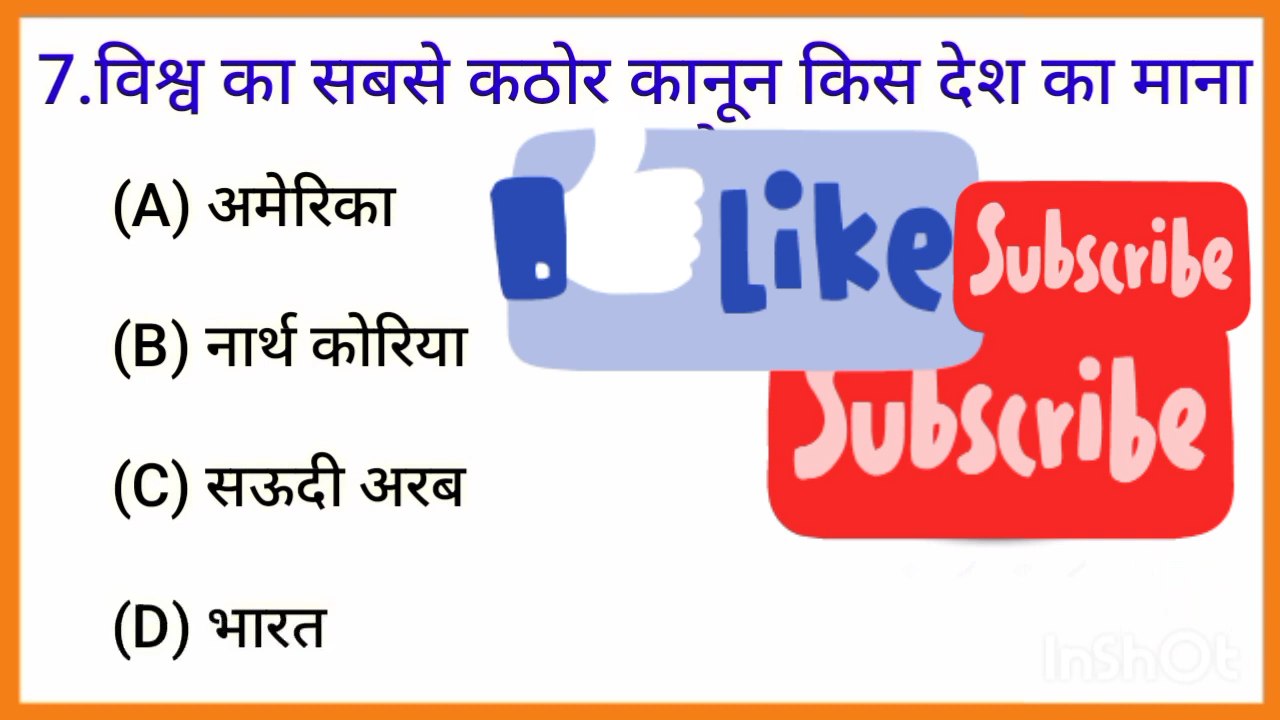 7.विश्व का सबसे कठोर कानून किस देश का माना
(A) अमेरिका
Like
Subscribe
(B) नार्थ कोरिया
Subscribe
(C) सऊदी अरब
(D) भारत
InShOt